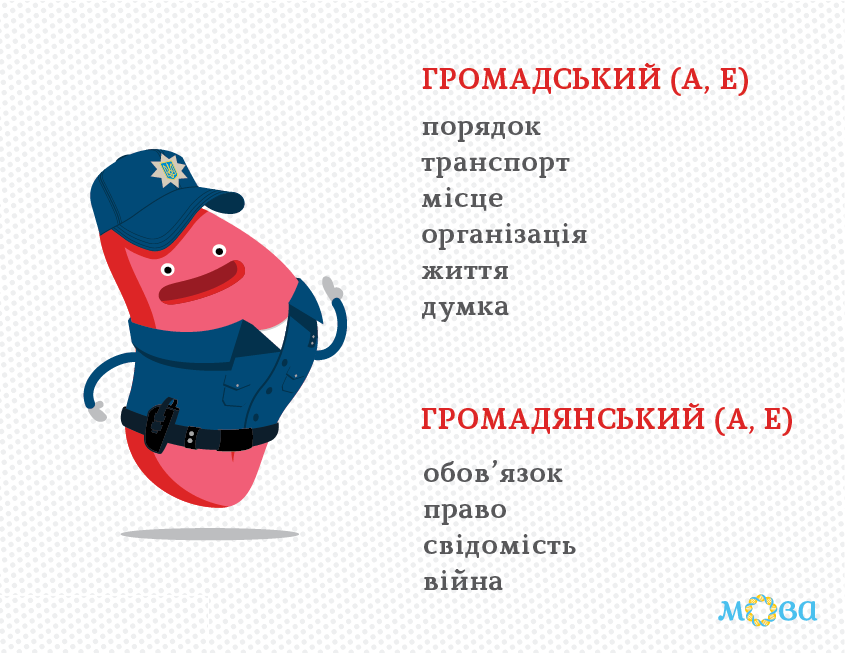 ГРОМАДСЬКИЙ (А, Е)
порядок
транспорт
місце
організація
життя
думка
ГРОМАДЯНСЬКИЙ (А, Е)
обов’язок
право
свідомість
війна
мова